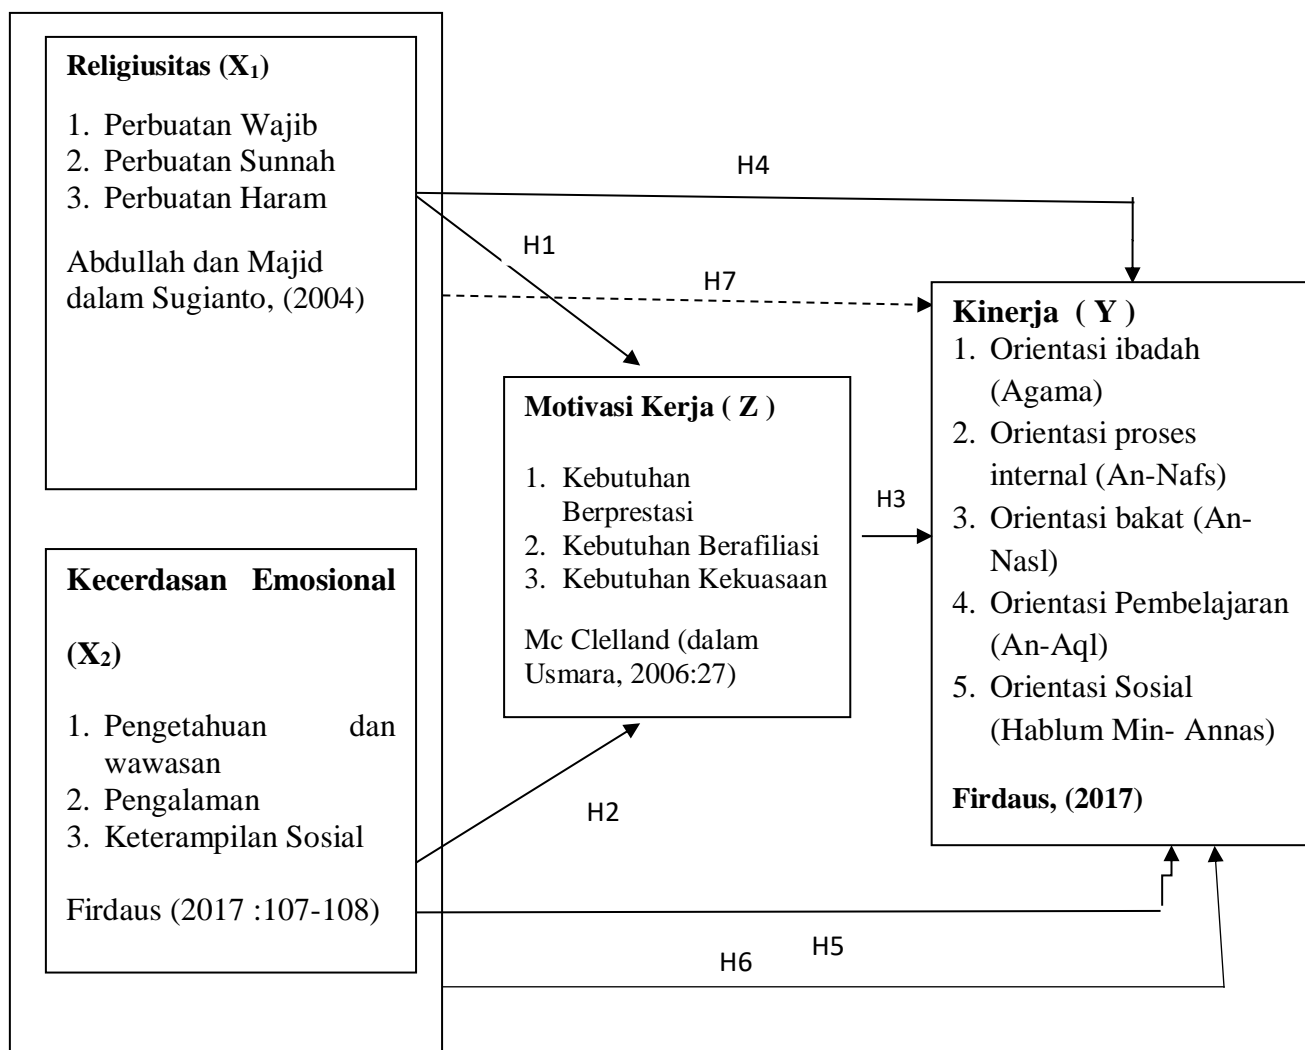 Religiusitas (X₁)
1. Perbuatan Wajib
2. Perbuatan Sunnah
3. Perbuatan Haram
Abdullah dan Majid
dalam Sugianto, (2004)
H4
H1
H7
Kinerja ( Y )
1. Orientasi ibadah
(Agama)
2. Orientasi proses
internal (An-Nafs)
3. Orientasi bakat (An-
Nasl)
4. Orientasi Pembelajaran
(An-Aql)
5. Orientasi Sosial
(Hablum Min- Annas)
Firdaus, (2017)
Motivasi Kerja ( Z )
1. Kebutuhan
Berprestasi
2. Kebutuhan Berafiliasi
3. Kebutuhan Kekuasaan
Mc Clelland (dalam
Usmara, 2006:27)
H3
Kecerdasan Emosional
(X₂)
1. Pengetahuan dan
wawasan
2. Pengalaman
3. Keterampilan Sosial
Firdaus (2017 :107-108)
H2
H5
H6